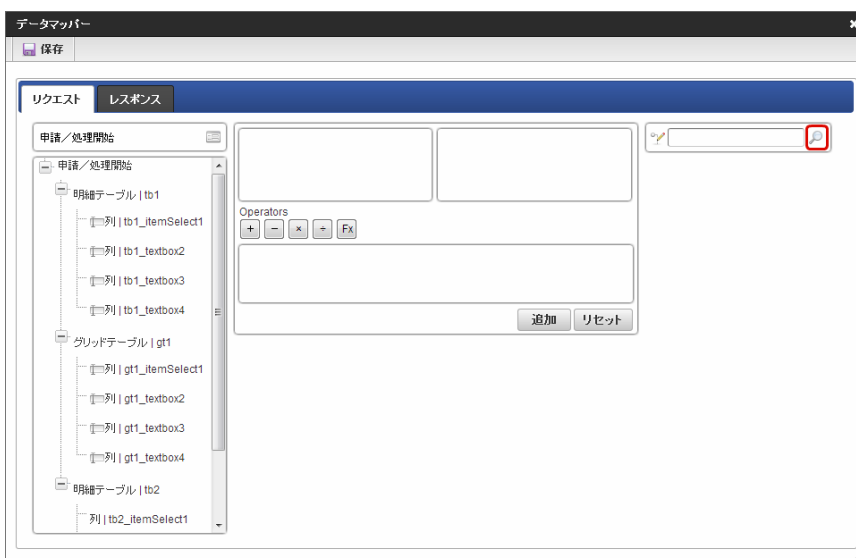 データマッパー
保存
リクエスト レスポンス
申請／処理開始
申請／処理開始
明細テーブル | tb1
列 | tb1_itemSelect1
列 | tb1_textbox2
列 | tb1_textbox3
列 | tb1_textbox4
グリッドテーブル | gt1
列 | gt1_itemSelect1
列 | gt1_textbox2
列 | gt1_textbox3
列 | gt1_textbox4
明細テーブル | tb2
列 | tb2_itemSelect1
Operators
+ − × ÷ Fx
追加 リセット